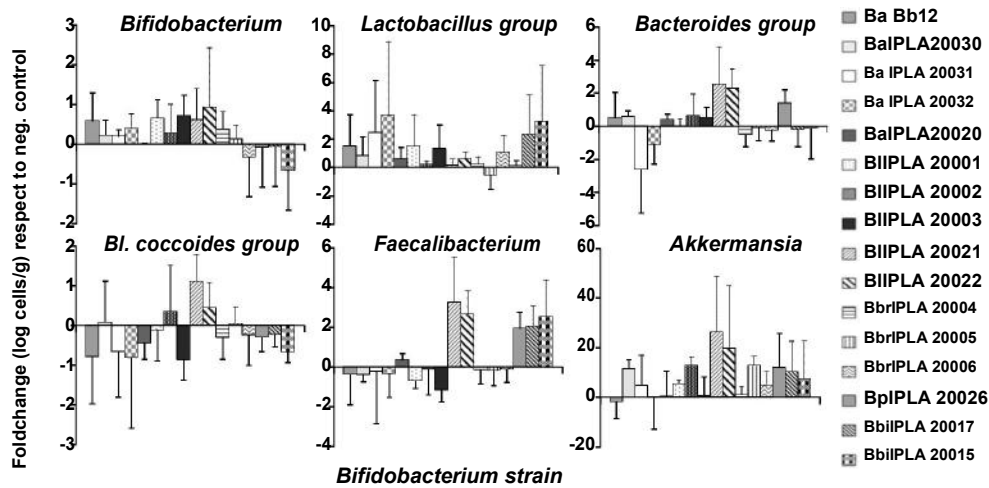 Foldchange (log cells/g) respect to neg. control
Bifidobacterium
3
2
1
0
-1
-2
Lactobacillus group
10
8
6
4
2
0
-2
-4
Bacteroides group
6
4
2
0
-2
-4
-6
Bl. coccoides group
2
1
0
-1
-2
-3
Faecalibacterium
6
4
2
0
-2
-4
Akkermansia
60
40
20
0
-20
Bifidobacterium strain
Ba Bb12
BaIPLA20030
Ba IPLA 20031
Ba IPLA 20032
BaIPLA20020
BlIPLA 20001
BlIPLA 20002
BlIPLA 20003
BlIPLA 20021
BlIPLA 20022
BbrIPLA 20004
BbrIPLA 20005
BbrIPLA 20006
BpIPLA 20026
BbiIPLA 20017
BbiIPLA 20015